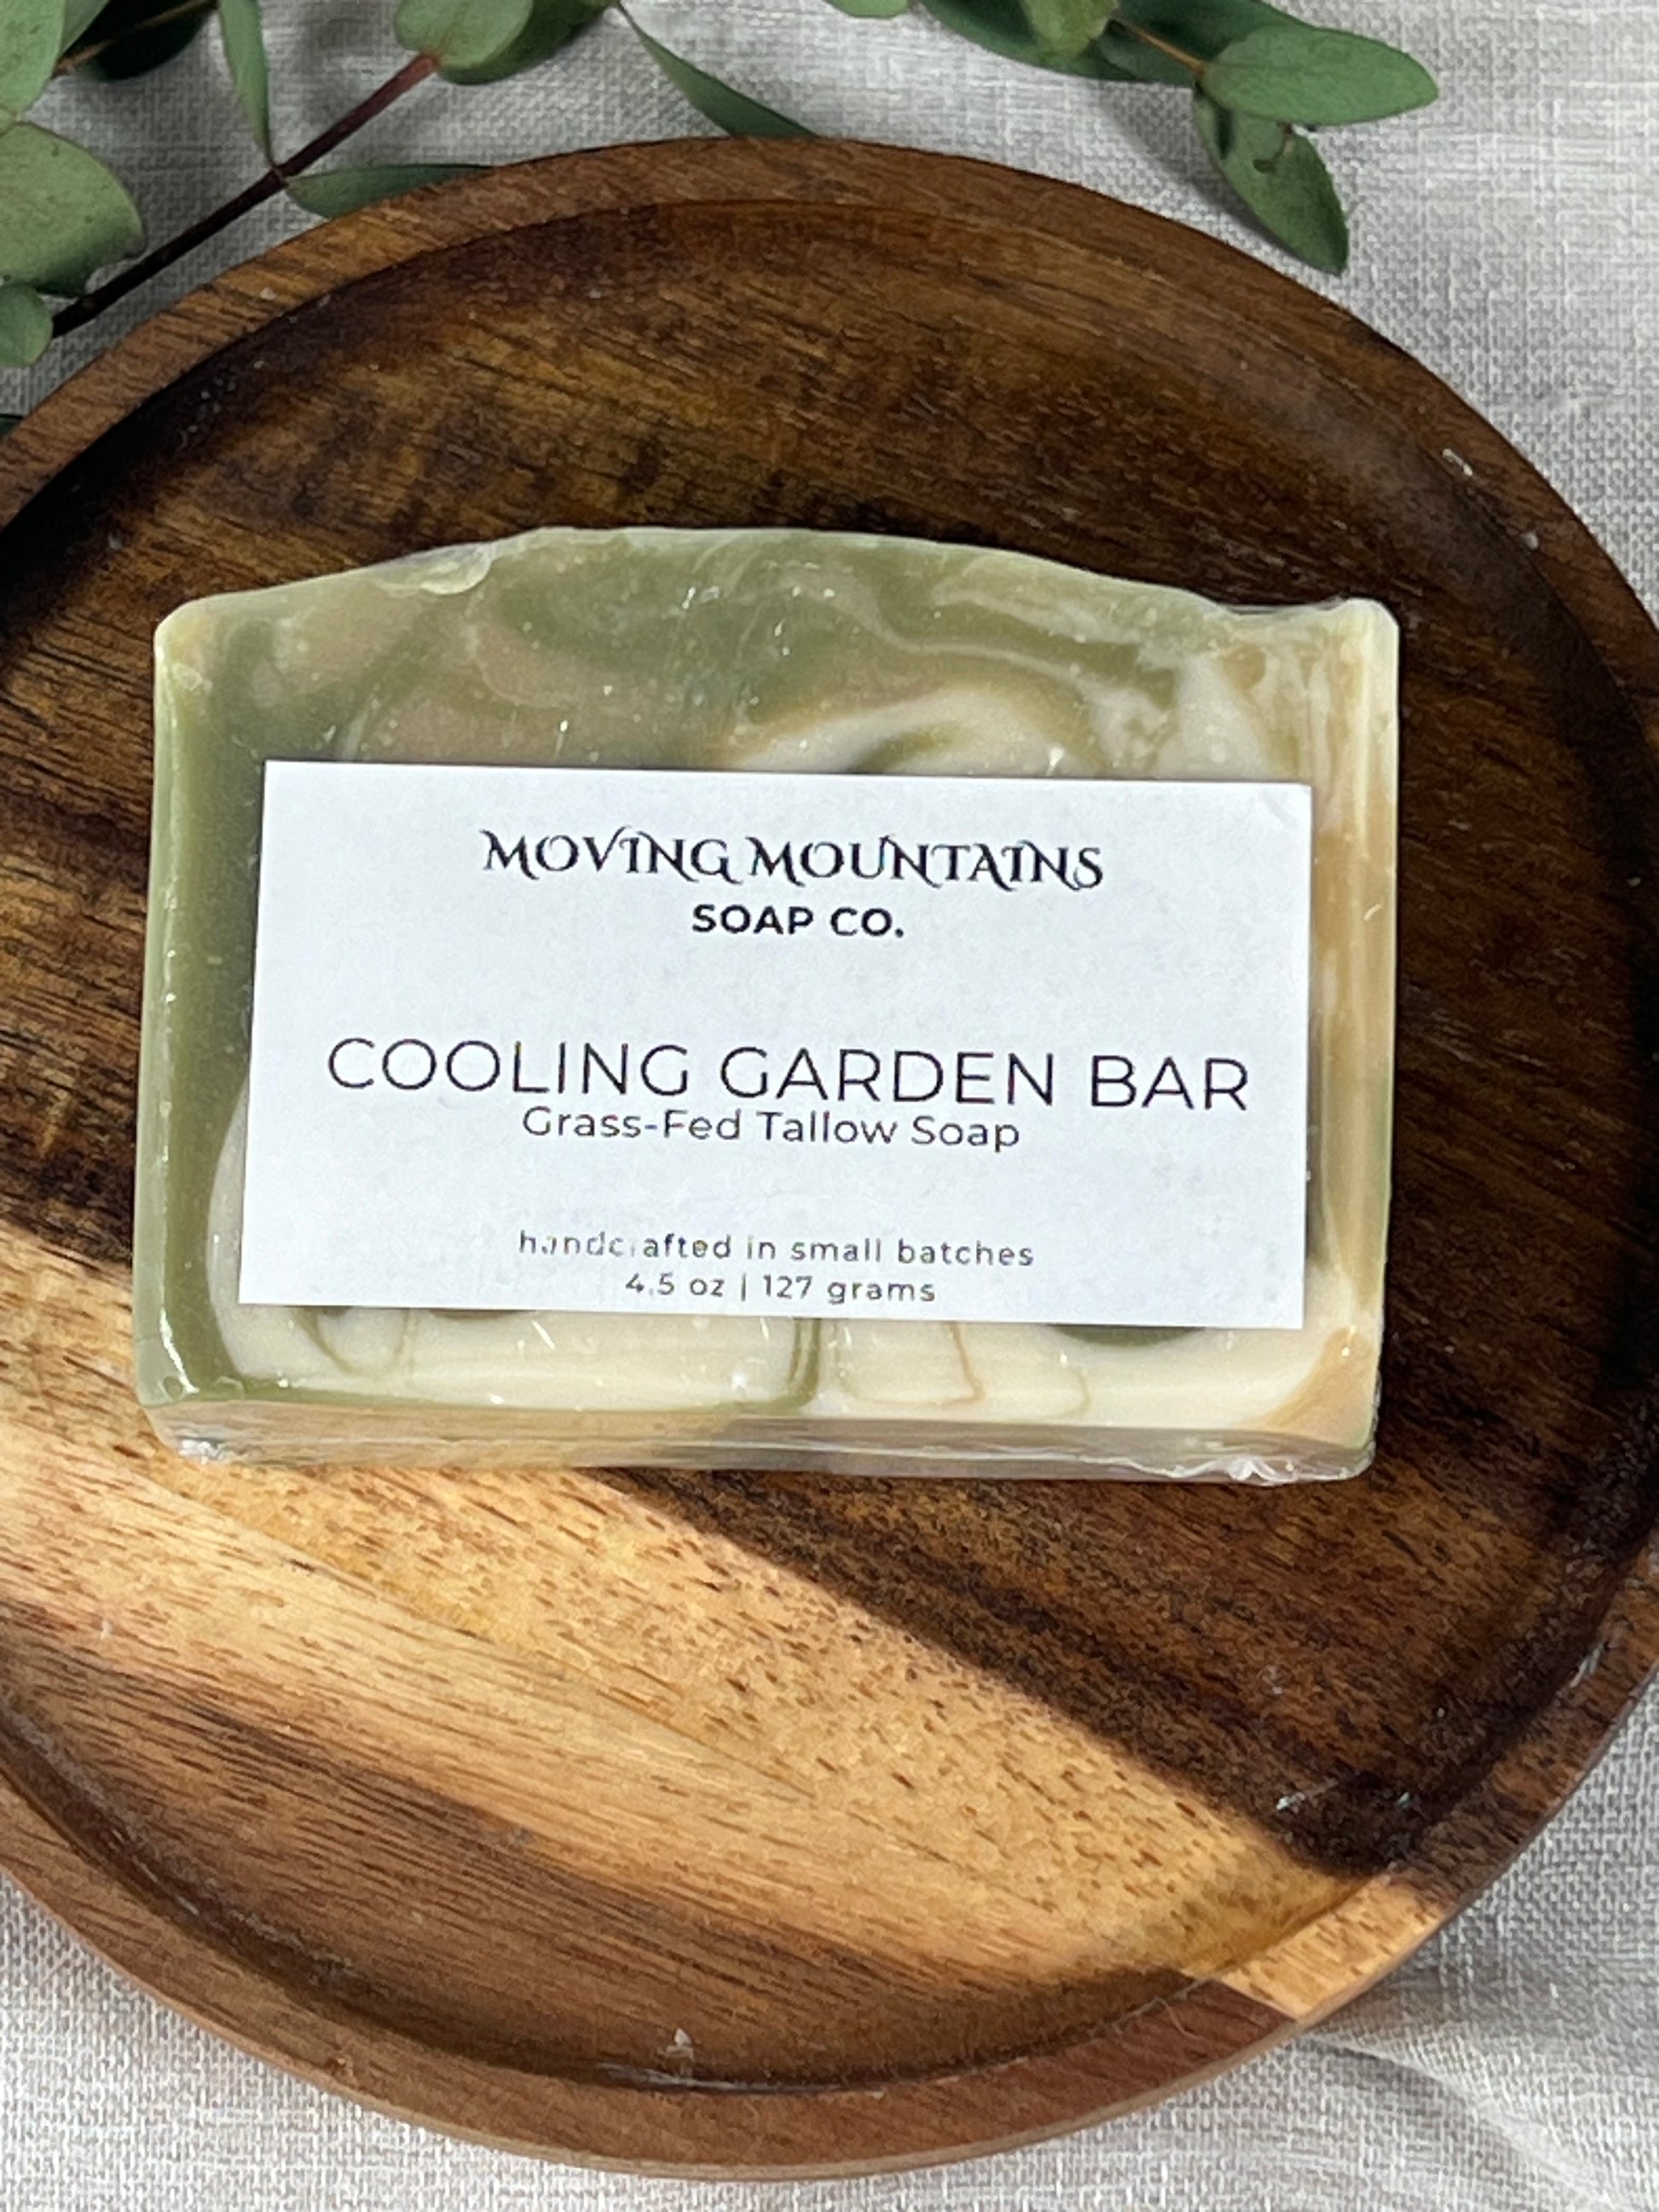 MOVING MOUNTAINS
SOAP CO.
COOLING GARDEN BAR
Grass-Fed Tallow Soap
handcrafted in small batches
4.5 oz | 127 grams